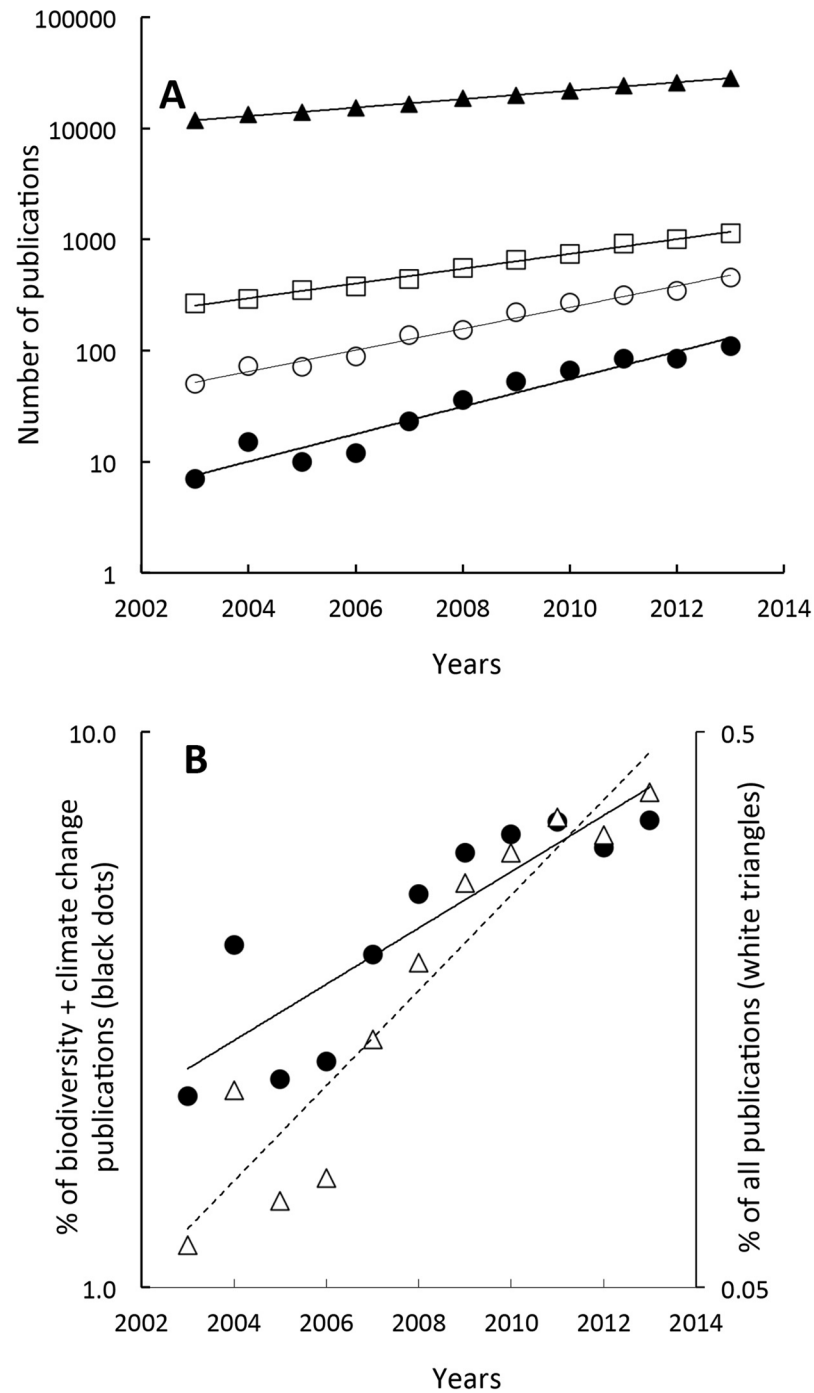 A
100000
10000
1000
100
10
1
Number of publications
2002 2004 2006 2008 2010 2012 2014
Years
B
10.0
1.0
% of biodiversity + climate change
publications (black dots)
0.5
0.05
% of all publications (white triangles)
2002 2004 2006 2008 2010 2012 2014
Years